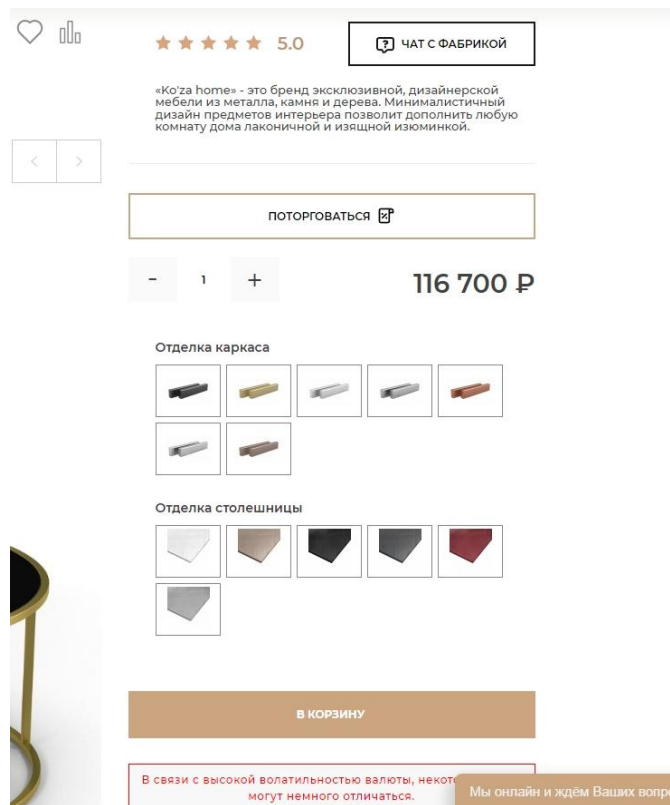 5.0
ЧАТ С ФАБРИКОЙ
«Ko'za home» - это бренд эксклюзивной, дизайнерской
мебели из металла, камня и дерева. Минималистичный
дизайн предметов интерьера позволит дополнить любую
комнату дома лаконичной и изящной изюминкой.
ПОТОРГОВАТЬСЯ
- 1 +
116 700 ₽
Отделка каркаса
Отделка столешницы
В КОРЗИНУ
В связи с высокой волатильностью валюты,
могут немного отличаться.
Мы онлайн и ждём Ваших